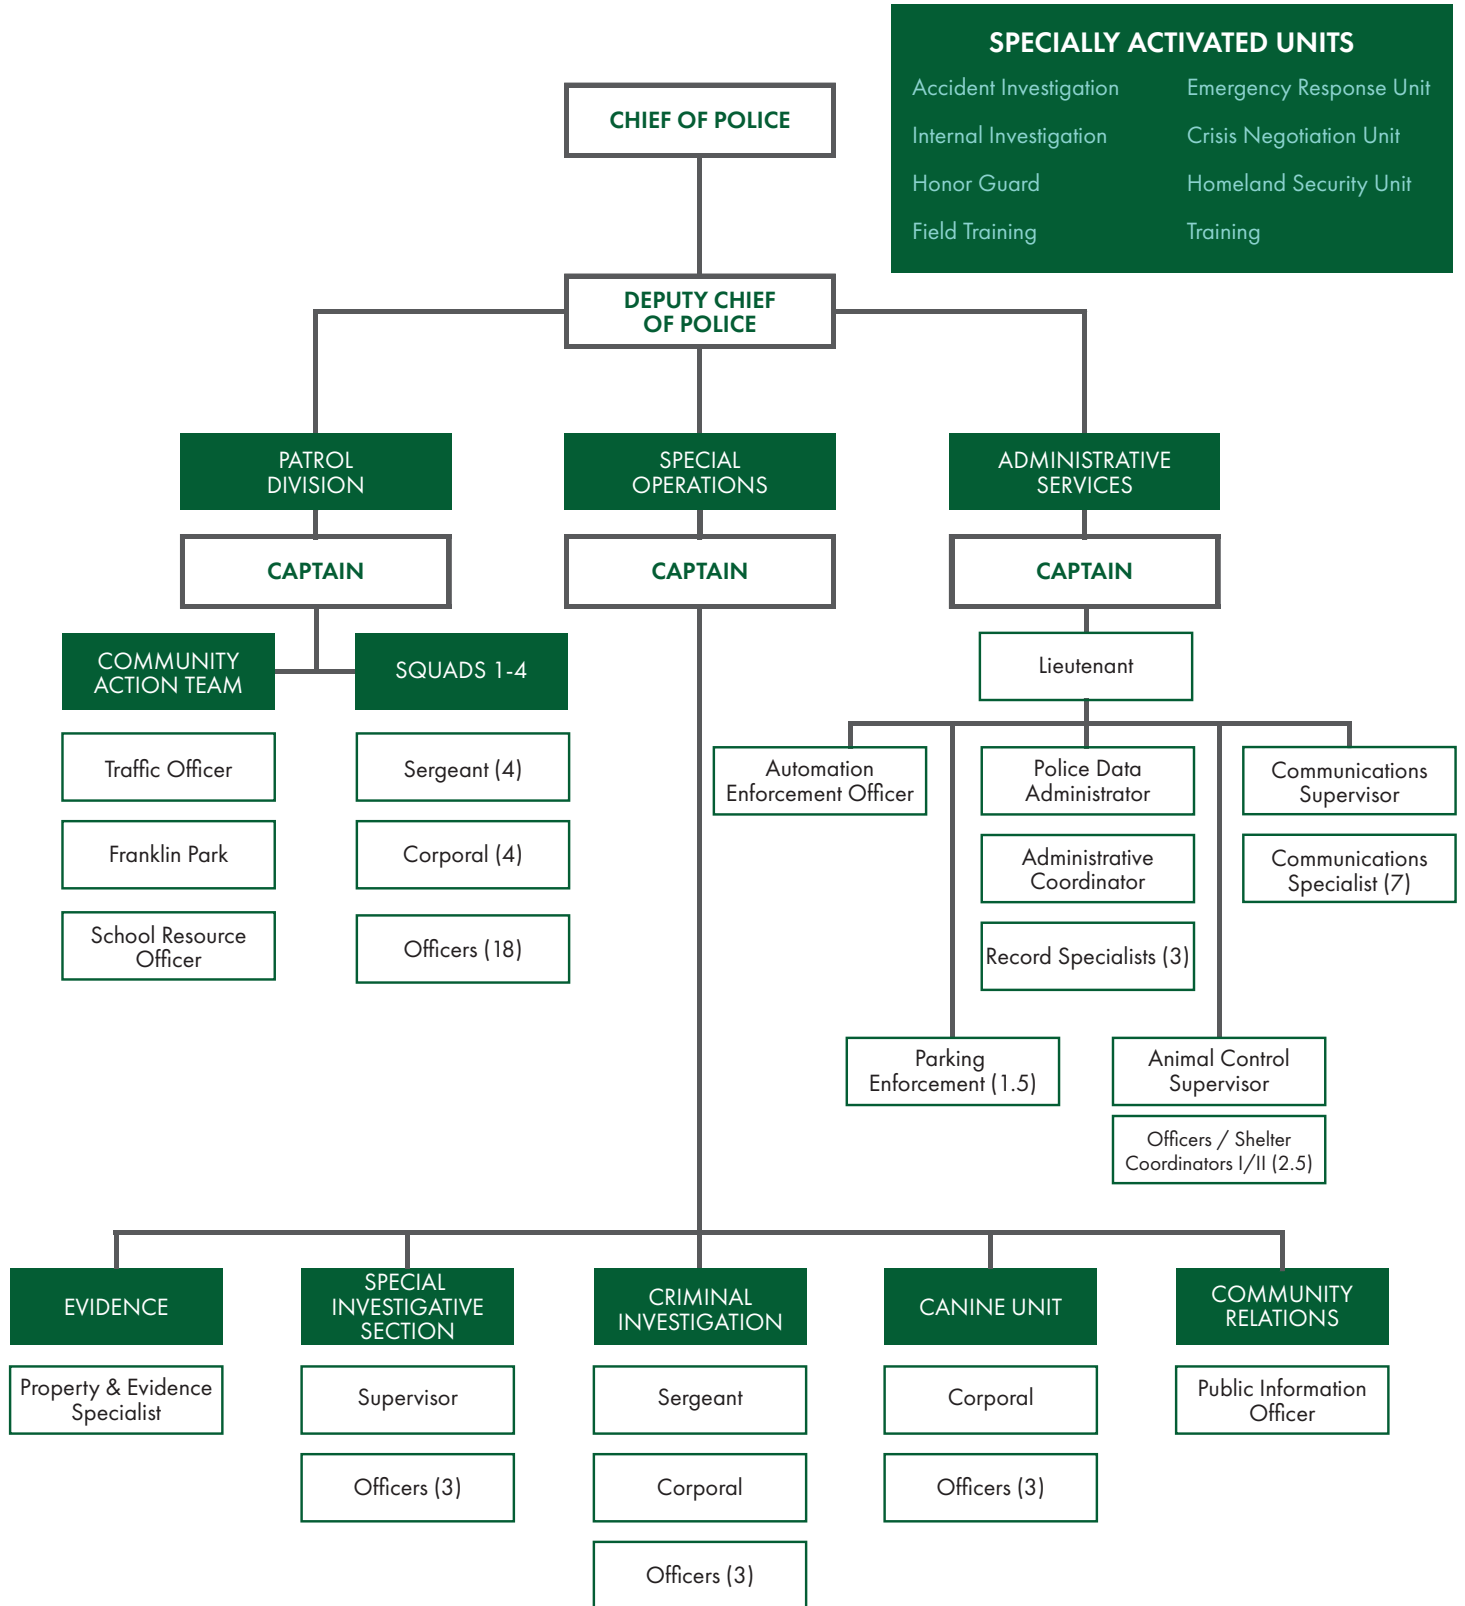 SPECIALLY ACTIVATED UNITS
Accident Investigation
Emergency Response Unit
Internal Investigation
Crisis Negotiation Unit
Honor Guard
Homeland Security Unit
Field Training
Training
CHIEF OF POLICE
DEPUTY CHIEF
OF POLICE
PATROL
DIVISION
SPECIAL
OPERATIONS
ADMINISTRATIVE
SERVICES
CAPTAIN
CAPTAIN
CAPTAIN
COMMUNITY
ACTION TEAM
Traffic Officer
Franklin Park
School Resource
Officer
SQUADS 1-4
Sergeant (4)
Corporal (4)
Officers (18)
Lieutenant
Automation
Enforcement Officer
Police Data
Administrator
Administrative
Coordinator
Record Specialists (3)
Communications
Supervisor
Communications
Specialist (7)
Parking
Enforcement (1.5)
Animal Control
Supervisor
Officers / Shelter
Coordinators I/II (2.5)
EVIDENCE
Property & Evidence
Specialist
SPECIAL
INVESTIGATIVE
SECTION
Supervisor
Officers (3)
CRIMINAL
INVESTIGATION
Sergeant
Corporal
Officers (3)
CANINE UNIT
Corporal
Officers (3)
COMMUNITY
RELATIONS
Public Information
Officer